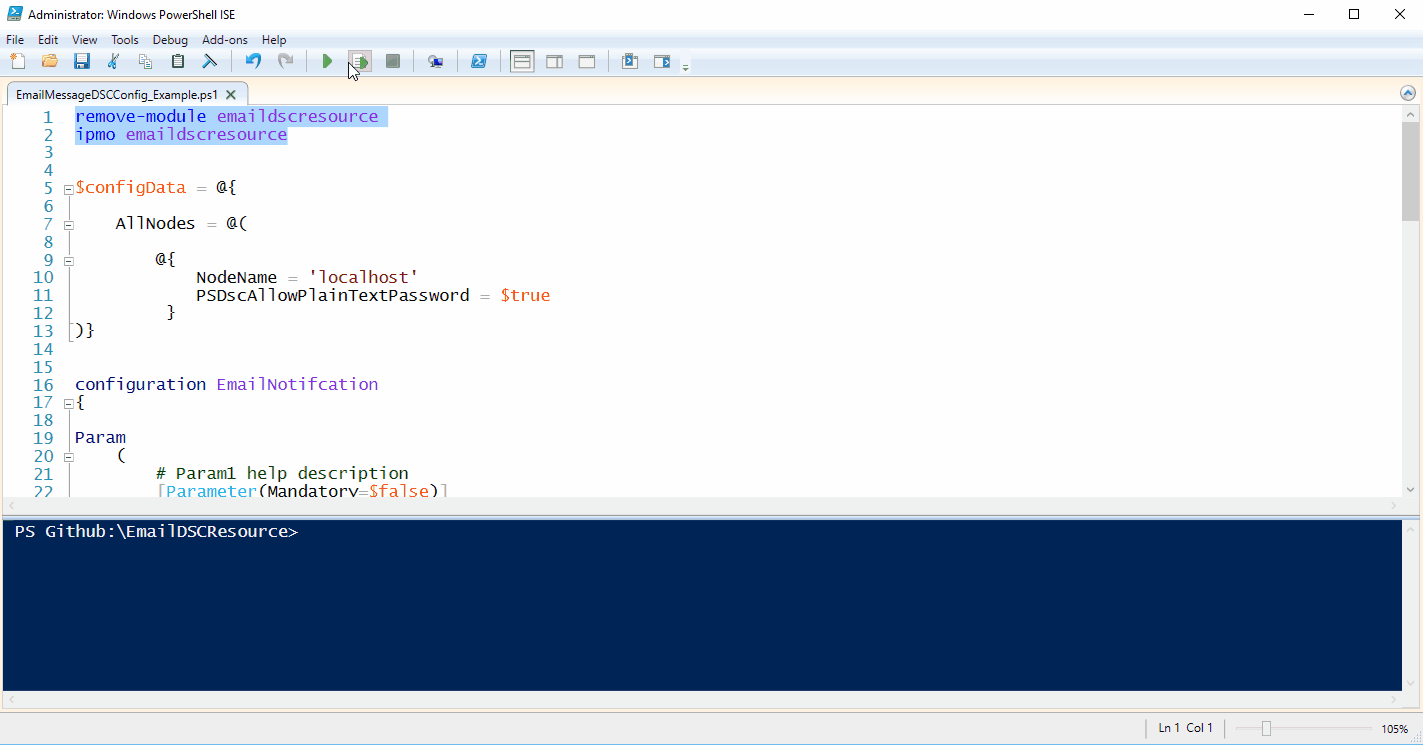 Administrator: Windows PowerShell ISE
File Edit View Tools Debug Add-ons Help
EmailMessageDSCConfig_Example.ps1
1 remove-module emaildscresource
2 ipmo emaildscresource
3
4
5 $configData = @{
6
7 AllNodes = @(
8
9 @{
10 NodeName = 'localhost'
11 PSDscAllowPlainTextPassword = $true
12 }
13 )}
14
15
16 configuration EmailNotifcation
17 {
18
19 Param
20 (
21 # Param1 help description
22 [Parameter(Mandatory=$false)]
PS Github:\EmailDSCResource>
Ln 1 Col 1 105%